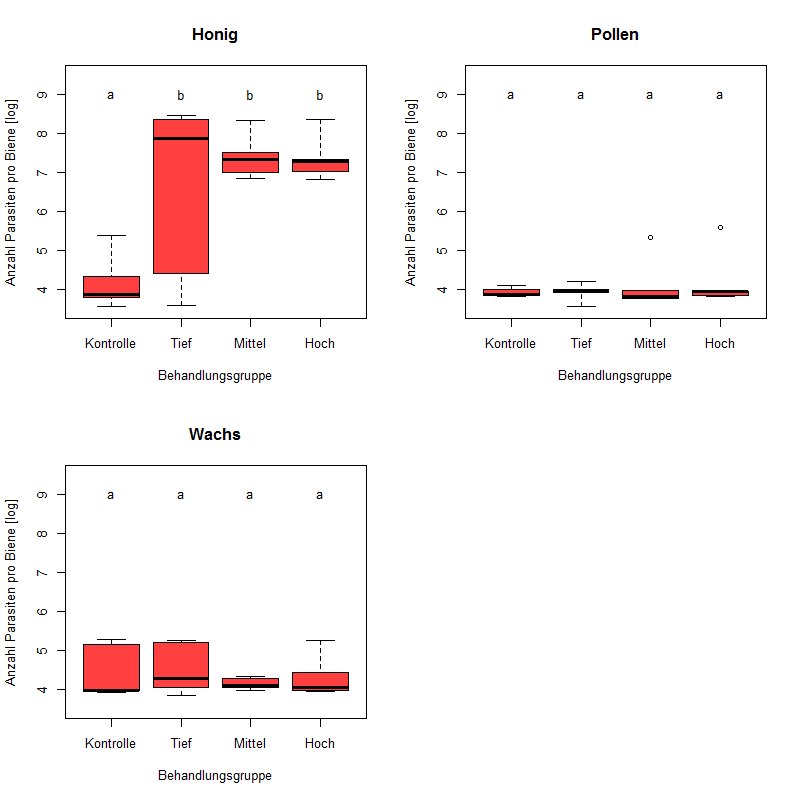 Honig
Anzahl Parasiten pro Biene [log]
9
8
7
6
5
4
a b b b
Kontrolle Tief Mittel Hoch
Behandlungsgruppe
Pollen
Anzahl Parasiten pro Biene [log]
9
8
7
6
5
4
a a a a
Kontrolle Tief Mittel Hoch
Behandlungsgruppe
Wachs
Anzahl Parasiten pro Biene [log]
9
8
7
6
5
4
a a a a
Kontrolle Tief Mittel Hoch
Behandlungsgruppe